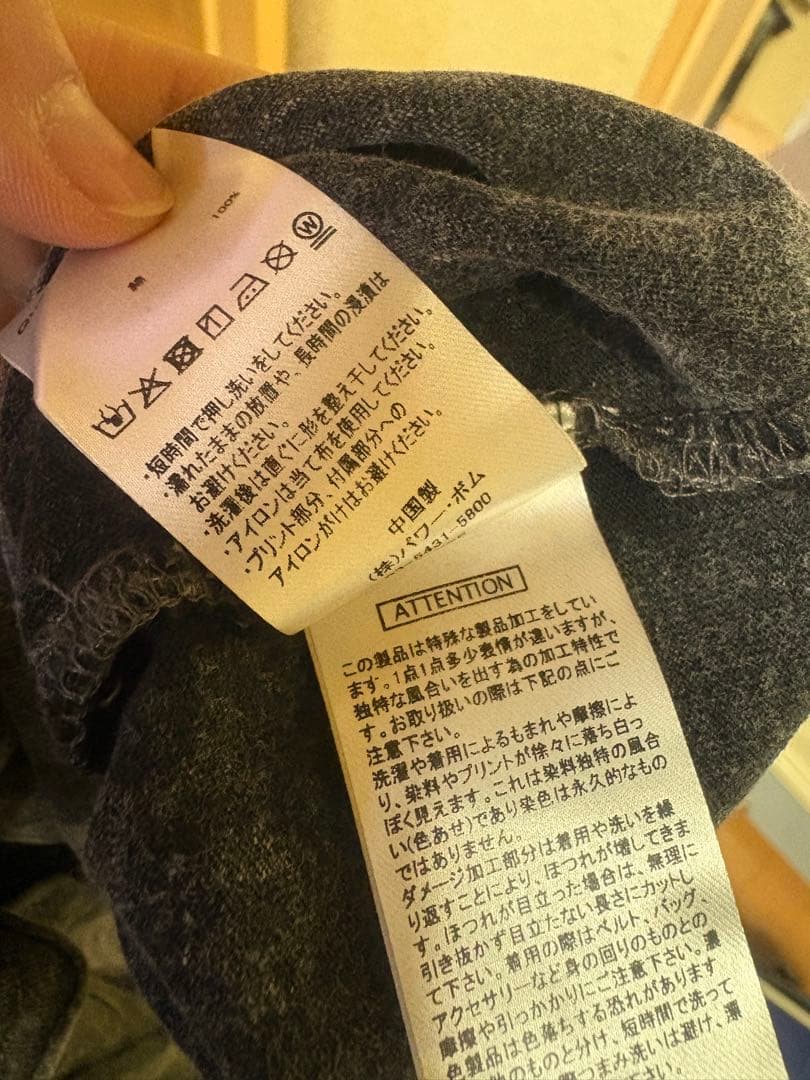 綿
100%
W
・短時間で押し洗いをしてください。
・濡れたままの放置や、長時間の浸漬は
お避けください。
・洗濯後は直ぐに形を整え干してください。
・アイロンは当て布を使用してください。
・プリント部分、付属部分への
アイロンがけはお避けください。
中国製
(株)パワー・ボム
5431-5800
ATTENTION
この製品は特殊な製品加工をしてい
ます。1点1点多少表情が違いますが、
独特な風合いを出す為の加工特性で
す。お取り扱いの際は下記の点にご
注意下さい。
洗濯や着用によるもまれや摩擦によ
り、染料やプリントが徐々に落ち白っ
ぽく見えます。これは染料独特の風合
い(色あせ)であり染色は永久的なもの
ではありません。
ダメージ加工部分は着用や洗いを繰
り返すことにより、ほつれが増してきま
す。ほつれが目立った場合は、無理に
引き抜かず目立たない長さにカットし
て下さい。着用の際はベルト、バッグ、
アクセサリーなど身の回りのものとの
摩擦や引っかかりにご注意下さい。濃
色製品は色落ちする恐れがあります
他のものと分け、短時間で洗って
つまみ洗いは避け、濡